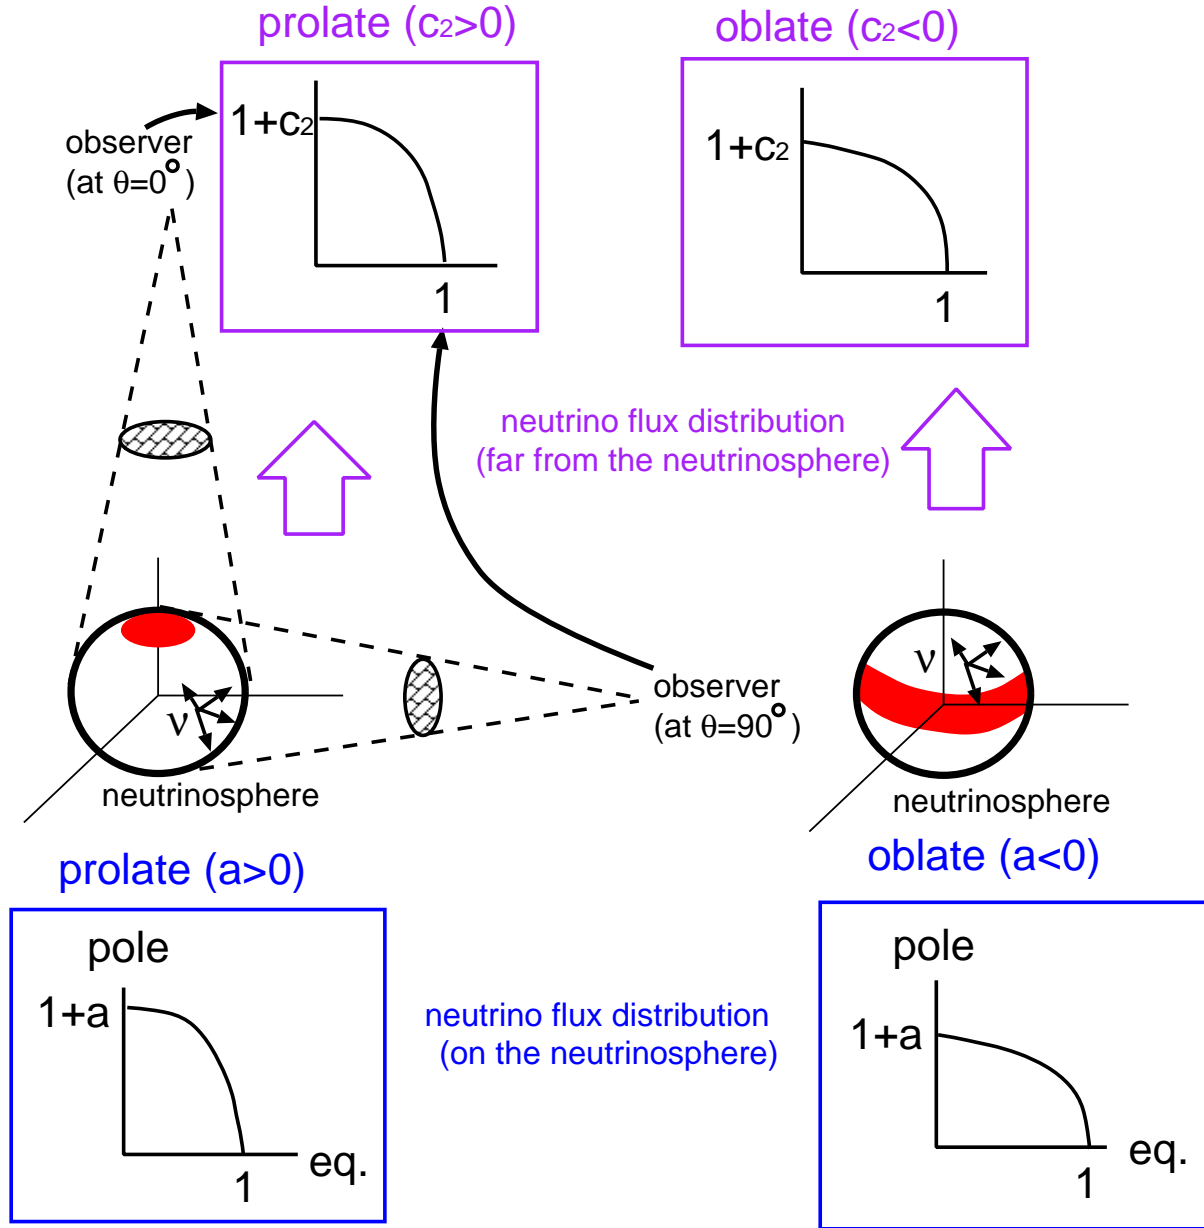 prolate (c2>0)
oblate (c2<0)
1+c2
1
observer
(at θ=0°)
1+c2
1
neutrino flux distribution
(far from the neutrinosphere)
ν
neutrinosphere
observer
(at θ=90°)
ν
neutrinosphere
prolate (a>0)
oblate (a<0)
pole
1+a
1
eq.
neutrino flux distribution
(on the neutrinosphere)
pole
1+a
1
eq.